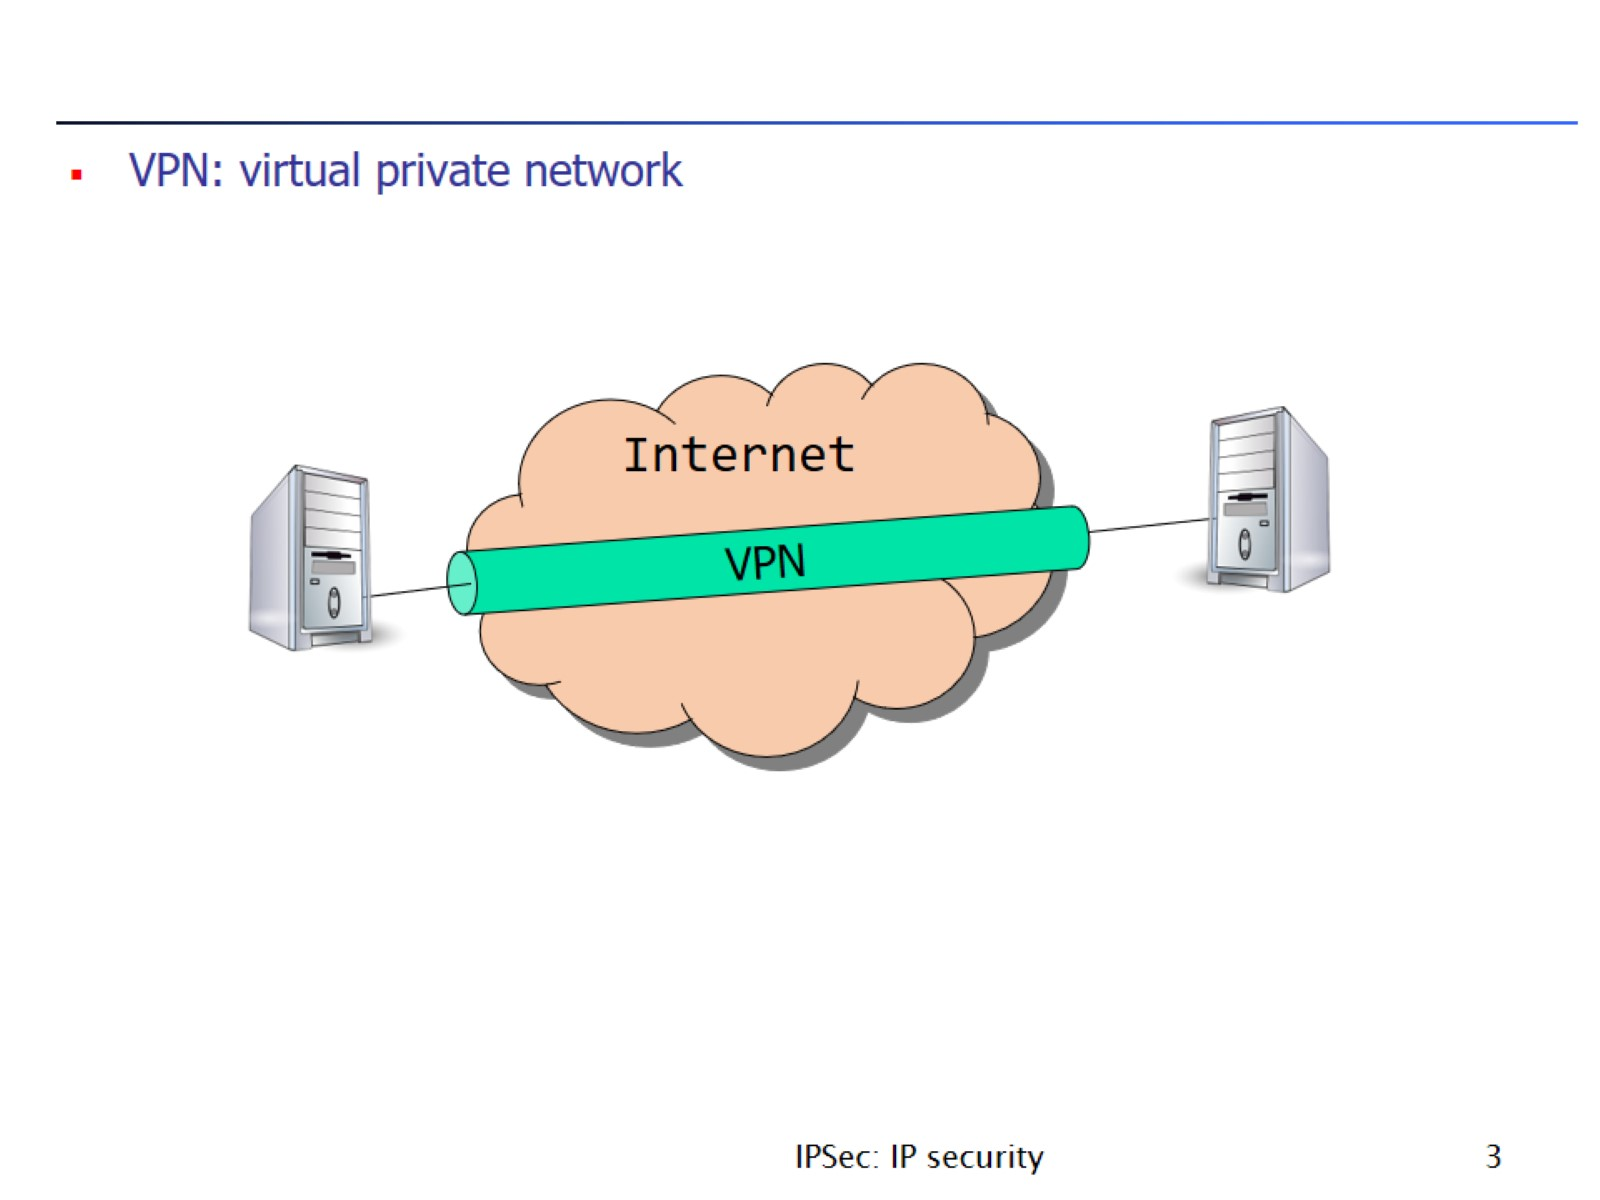 VPN: virtual private network
Internet
VPN
IPSec: IP security
3